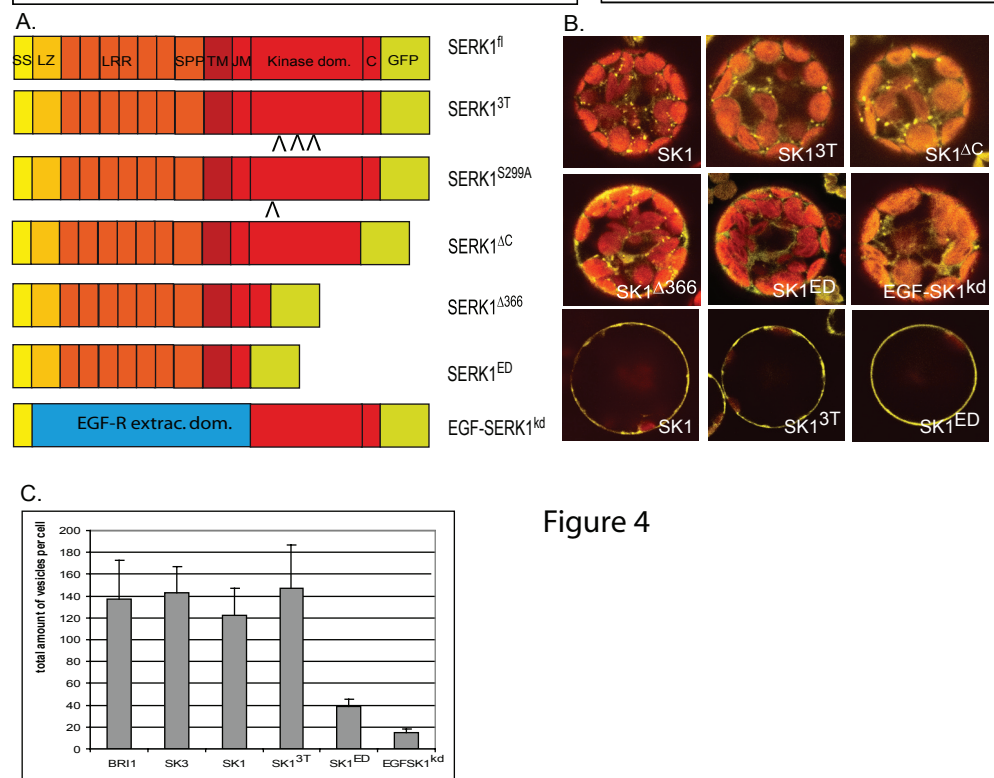 A.
SS LZ LRR SPP TM JM Kinase dom. C GFP
SERK1fl
SERK13T
SERK1S299A
SERK1ΔC
SERK1Δ366
SERK1ED
EGF-R extrac. dom.
EGF-SERK1kd
B.
SK1
SK13T
SK1ΔC
SK1Δ366
SK1ED
EGF-SK1kd
SK1
SK13T
SK1ED
C.
total amount of vesicles per cell
200
180
160
140
120
100
80
60
40
20
0
BRI1 SK3 SK1 SK13T SK1ED EGFSK1kd
Figure 4